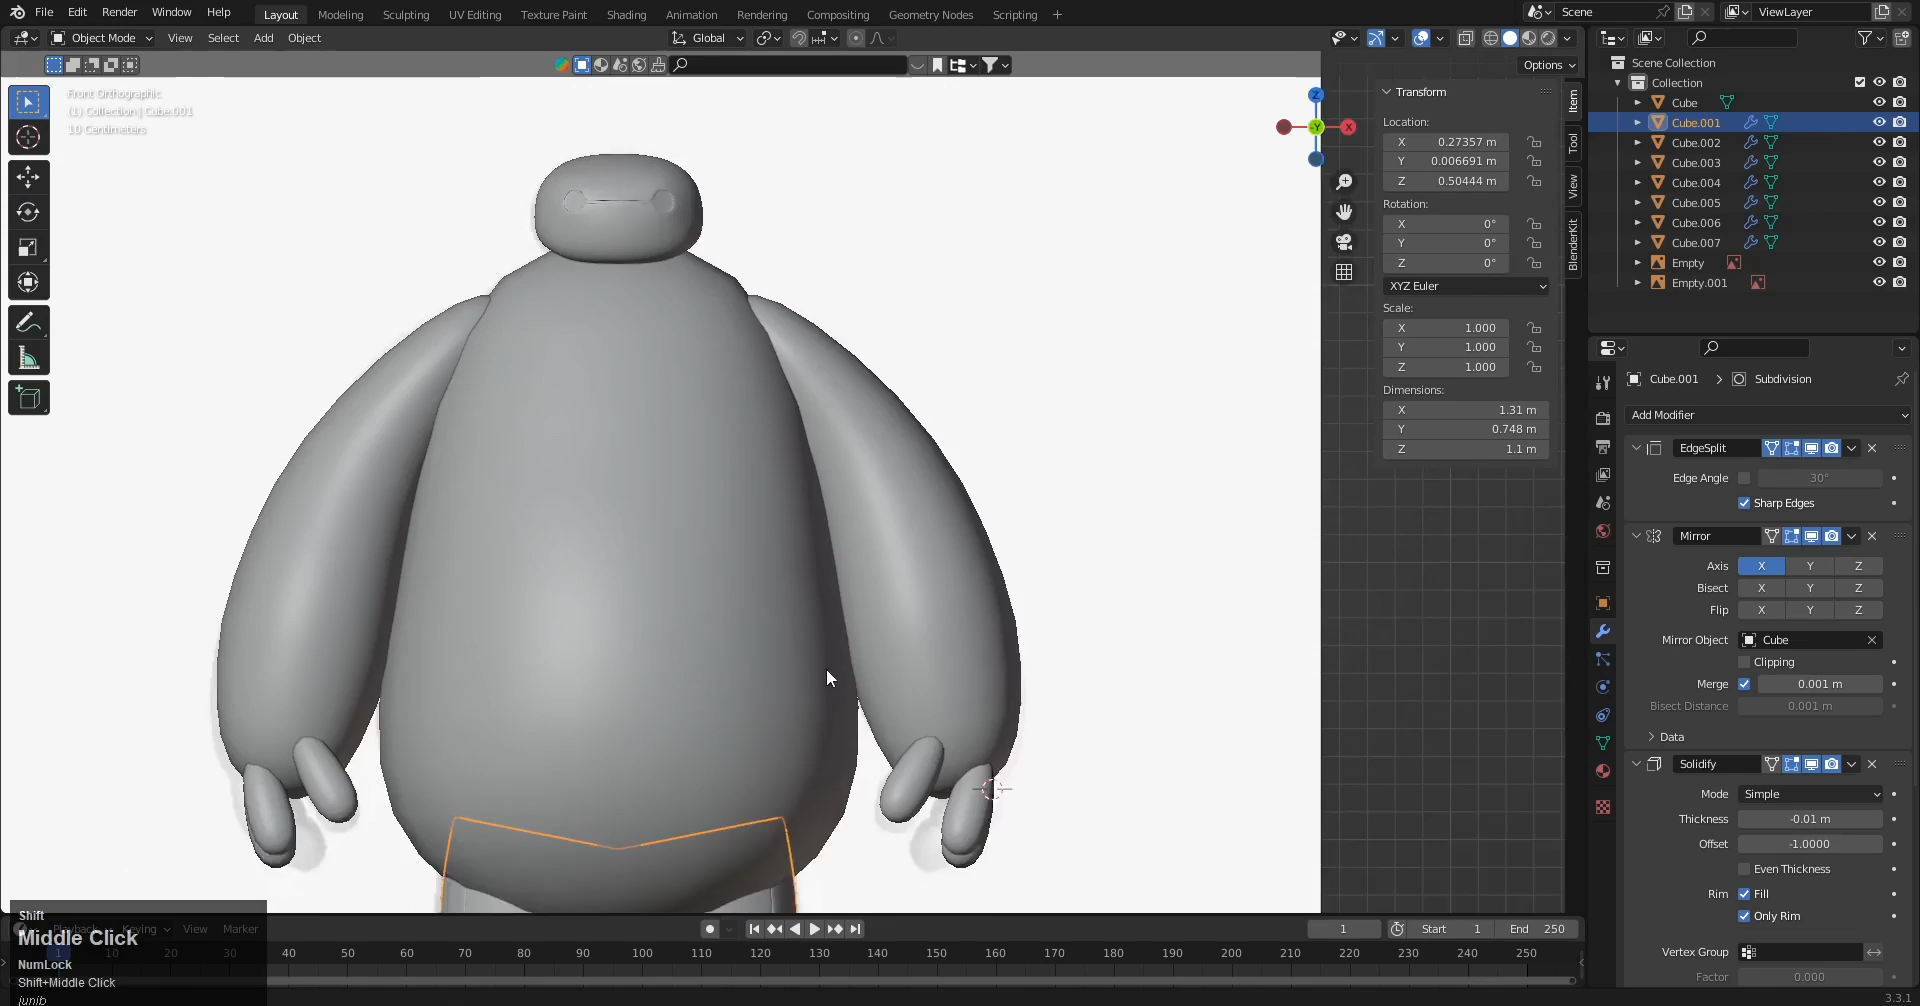 File Edit Render Window Help Layout Modeling Sculpting UV Editing Texture Paint Shading Animation Rendering Compositing Geometry Nodes Scripting + Scene ViewLayer
Object Mode View Select Add Object Global
Options
Front Orthographic
(1) Collection | Cube.001
10 Centimeters
Z
Y
X
Transform
Location:
X 0.27357 m
Y 0.006691 m
Z 0.50444 m
Rotation:
X 0°
Y 0°
Z 0°
XYZ Euler
Scale:
X 1.000
Y 1.000
Z 1.000
Dimensions:
X 1.31 m
Y 0.748 m
Z 1.1 m
Item
Tool
View
BlenderKit
Scene Collection
Collection
Cube
Cube.001
Cube.002
Cube.003
Cube.004
Cube.005
Cube.006
Cube.007
Empty
Empty.001
Cube.001 > Subdivision
Add Modifier
EdgeSplit
Edge Angle 30°
Sharp Edges
Mirror
Axis X Y Z
Bisect X Y Z
Flip X Y Z
Mirror Object Cube
Clipping
Merge 0.001 m
Bisect Distance 0.001 m
Data
Solidify
Mode Simple
Thickness -0.01 m
Offset -1.0000
Even Thickness
Rim Fill
Only Rim
Vertex Group
Factor 0.000
Shift
Middle Click
NumLock
Shift+Middle Click
junib
Playback Keying View Marker
1 Start 1 End 250
1 10 20 30 40 50 60 70 80 90 100 110 120 130 140 150 160 170 180 190 200 210 220 230 240 250
3.3.1